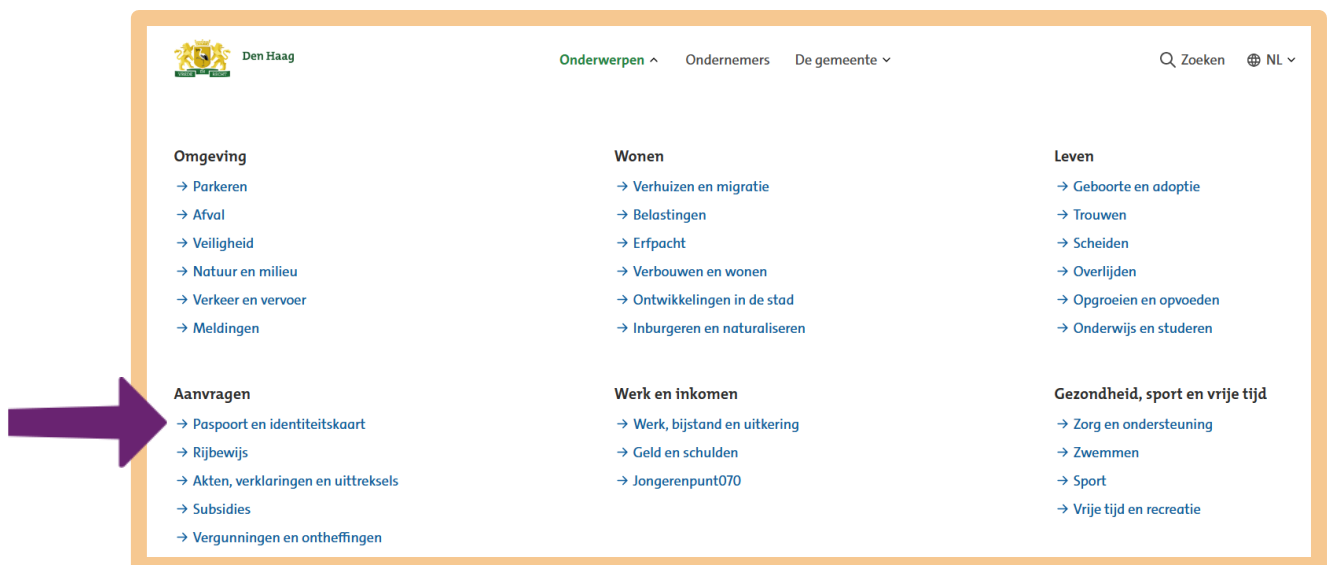 Den Haag
Onderwerpen
Ondernemers
De gemeente
Zoeken
NL
Omgeving
Parkeren
Afval
Veiligheid
Natuur en milieu
Verkeer en vervoer
Meldingen
Wonen
Verhuizen en migratie
Belastingen
Erfpacht
Verbouwen en wonen
Ontwikkelingen in de stad
Inburgeren en naturaliseren
Leven
Geboorte en adoptie
Trouwen
Scheiden
Overlijden
Opgroeien en opvoeden
Onderwijs en studeren
Aanvragen
Paspoort en identiteitskaart
Rijbewijs
Akten, verklaringen en uittreksels
Subsidies
Vergunningen en ontheffingen
Werk en inkomen
Werk, bijstand en uitkering
Geld en schulden
Jongerenpunt070
Gezondheid, sport en vrije tijd
Zorg en ondersteuning
Zwemmen
Sport
Vrije tijd en recreatie